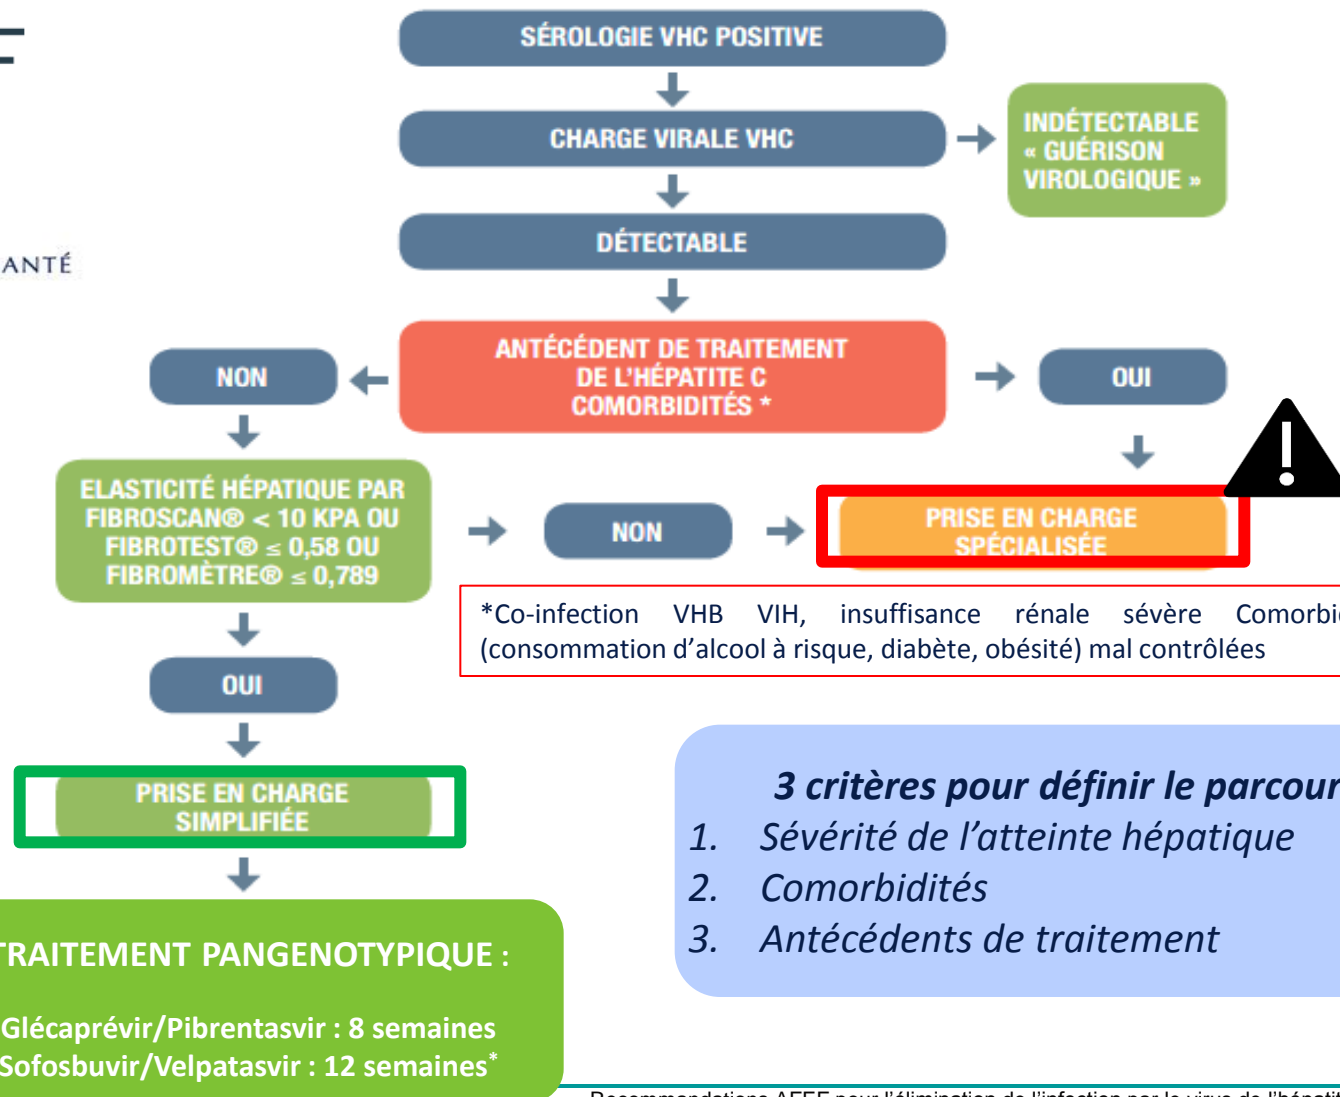 SÉROLOGIE VHC POSITIVE
CHARGE VIRALE VHC
INDÉTECTABLE
« GUÉRISON
VIROLOGIQUE »
DÉTECTABLE
ANTÉ
ANTÉCÉDENT DE TRAITEMENT
DE L'HÉPATITE C
COMORBIDITÉS *
NON
OUI
ELASTICITÉ HÉPATIQUE PAR
FIBROSCAN® < 10 KPA OU
FIBROTEST® ≤ 0,58 OU
FIBROMÈTRE® ≤ 0,789
NON
PRISE EN CHARGE
SPÉCIALISÉE
*Co-infection VHB VIH, insuffisance rénale sévère Comorbi
(consommation d'alcool à risque, diabète, obésité) mal contrôlées
OUI
PRISE EN CHARGE
SIMPLIFIÉE
3 critères pour définir le parcour
1. Sévérité de l'atteinte hépatique
2. Comorbidités
3. Antécédents de traitement
TRAITEMENT PANGENOTYPIQUE :
Glécaprévir/Pibrentasvir : 8 semaines
Sofosbuvir/Velpatasvir : 12 semaines*